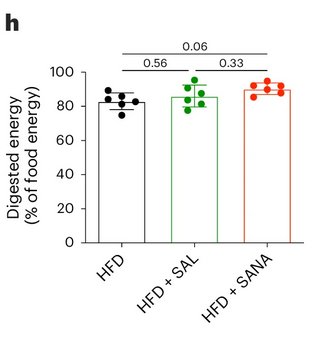 h
0.06
0.56 0.33
Digested energy
(% of food energy)
100
80
60
40
20
0
HFD
HFD + SAL
HFD + SANA